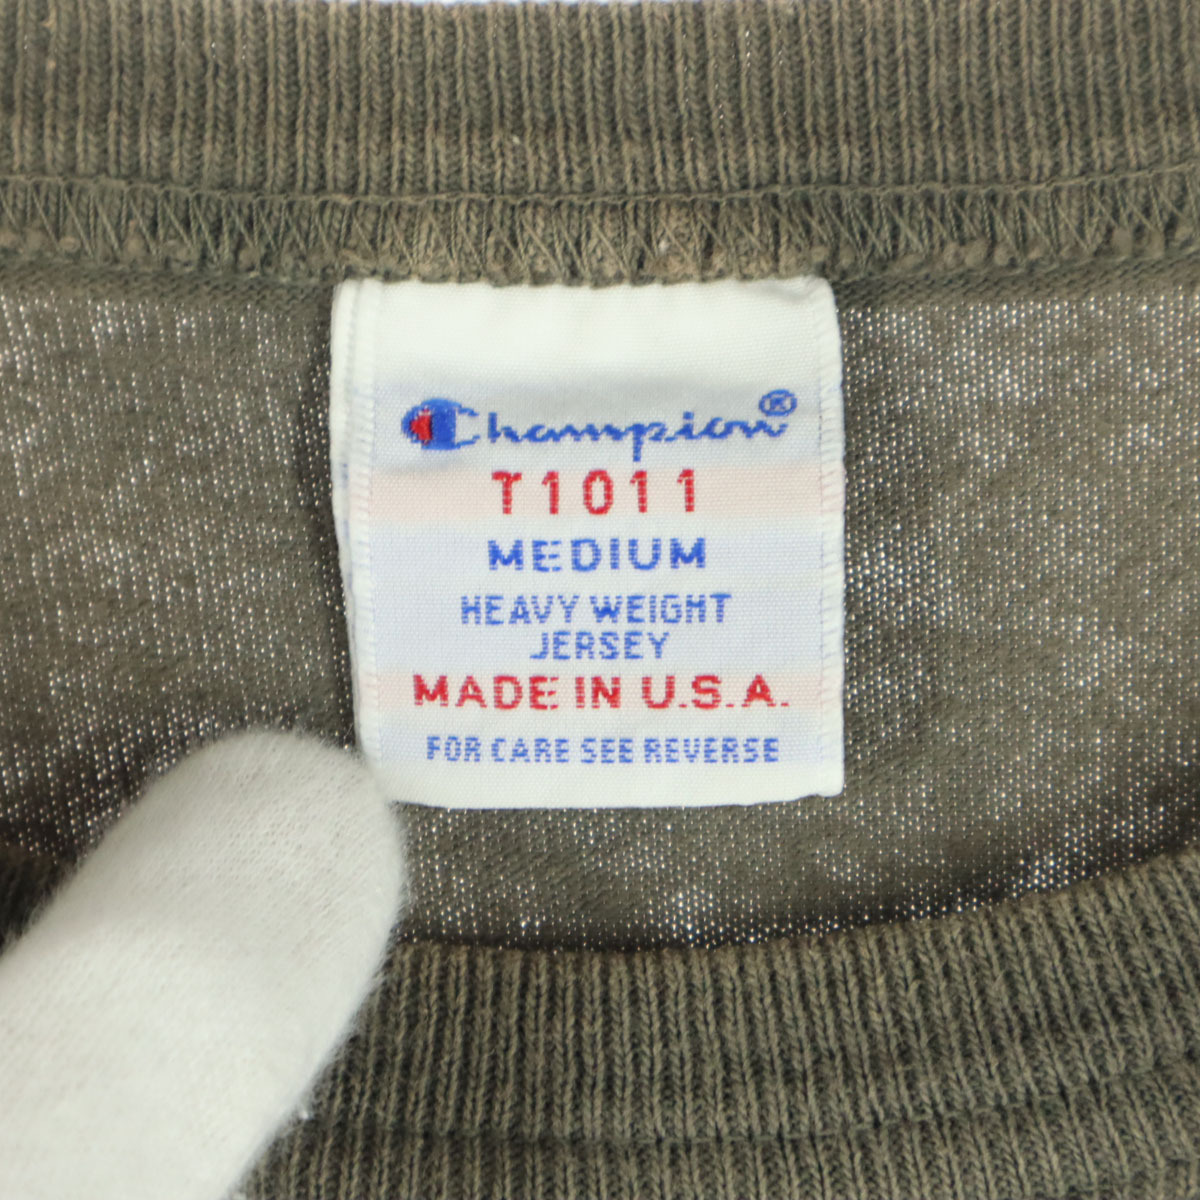 Champion®
T1011
MEDIUM
HEAVY WEIGHT
JERSEY
MADE IN U.S.A.
FOR CARE SEE REVERSE